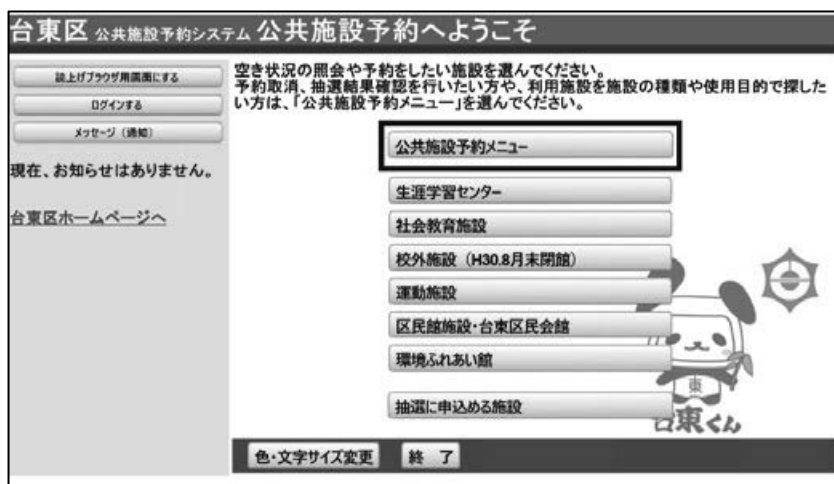 台東区 公共施設予約システム 公共施設予約へようこそ
読上げブラウザ用画面にする
ログインする
メッセージ（通知）
現在、お知らせはありません。
台東区ホームページへ
空き状況の照会や予約をしたい施設を選んでください。
予約取消、抽選結果確認を行いたい方や、利用施設を施設の種類や使用目的で探した
い方は、「公共施設予約メニュー」を選んでください。
公共施設予約メニュー
生涯学習センター
社会教育施設
校外施設（H30.8月末閉館）
運動施設
区民館施設・台東区民会館
環境ふれあい館
抽選に申込める施設
東
台東くん
色・文字サイズ変更
終　了